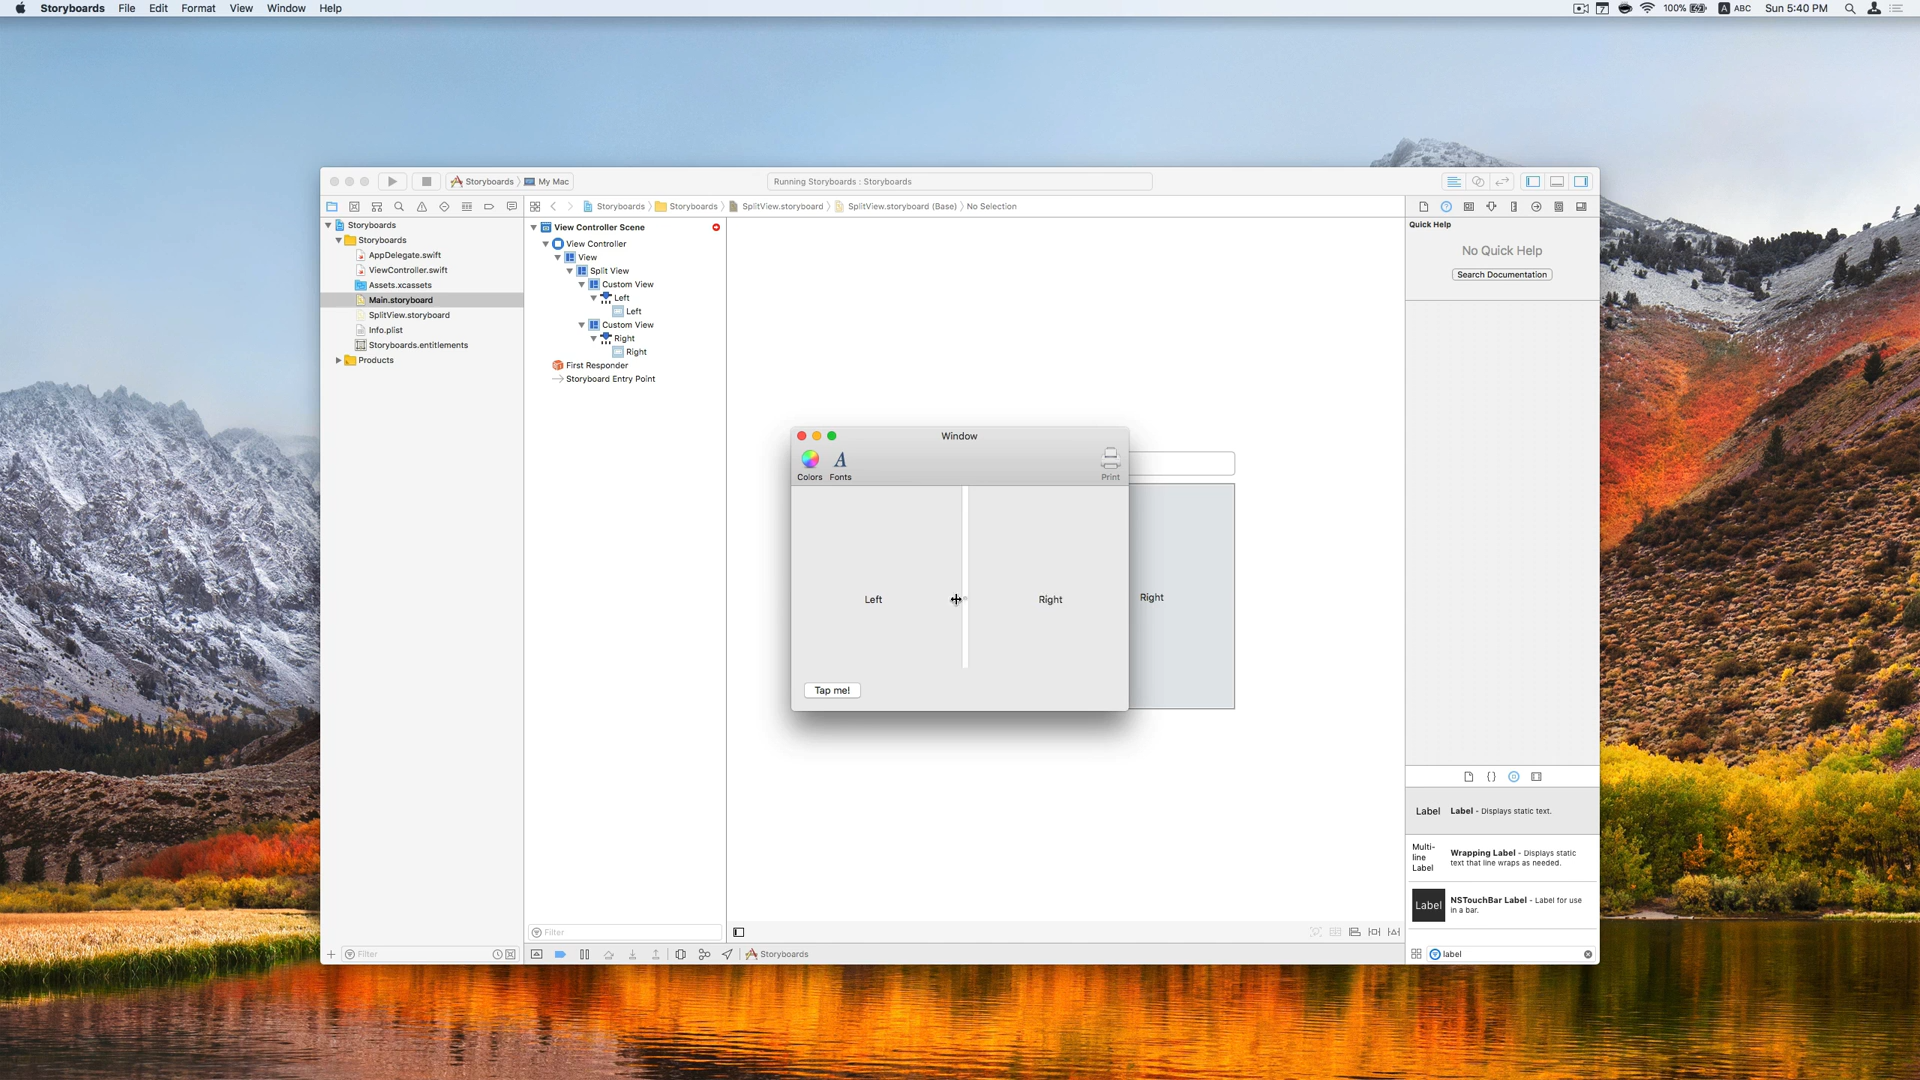 Storyboards File Edit Format View Window Help
7 100% A ABC Sun 5:40 PM
Storyboards My Mac
Running Storyboards : Storyboards
Storyboards Storyboards SplitView.storyboard SplitView.storyboard (Base) No Selection
Storyboards
Storyboards
AppDelegate.swift
ViewController.swift
Assets.xcassets
Main.storyboard
SplitView.storyboard
Info.plist
Storyboards.entitlements
Products
View Controller Scene
View Controller
View
Split View
Custom View
Left
Left
Custom View
Right
Right
First Responder
Storyboard Entry Point
Window
Colors Fonts Print
Left
Right
Tap me!
Right
Quick Help
No Quick Help
Search Documentation
{}
Label Label - Displays static text.
Multi-
line
Label
Wrapping Label - Displays static
text that line wraps as needed.
Label
NSTouchBar Label - Label for use
in a bar.
Filter
Filter
Storyboards
label